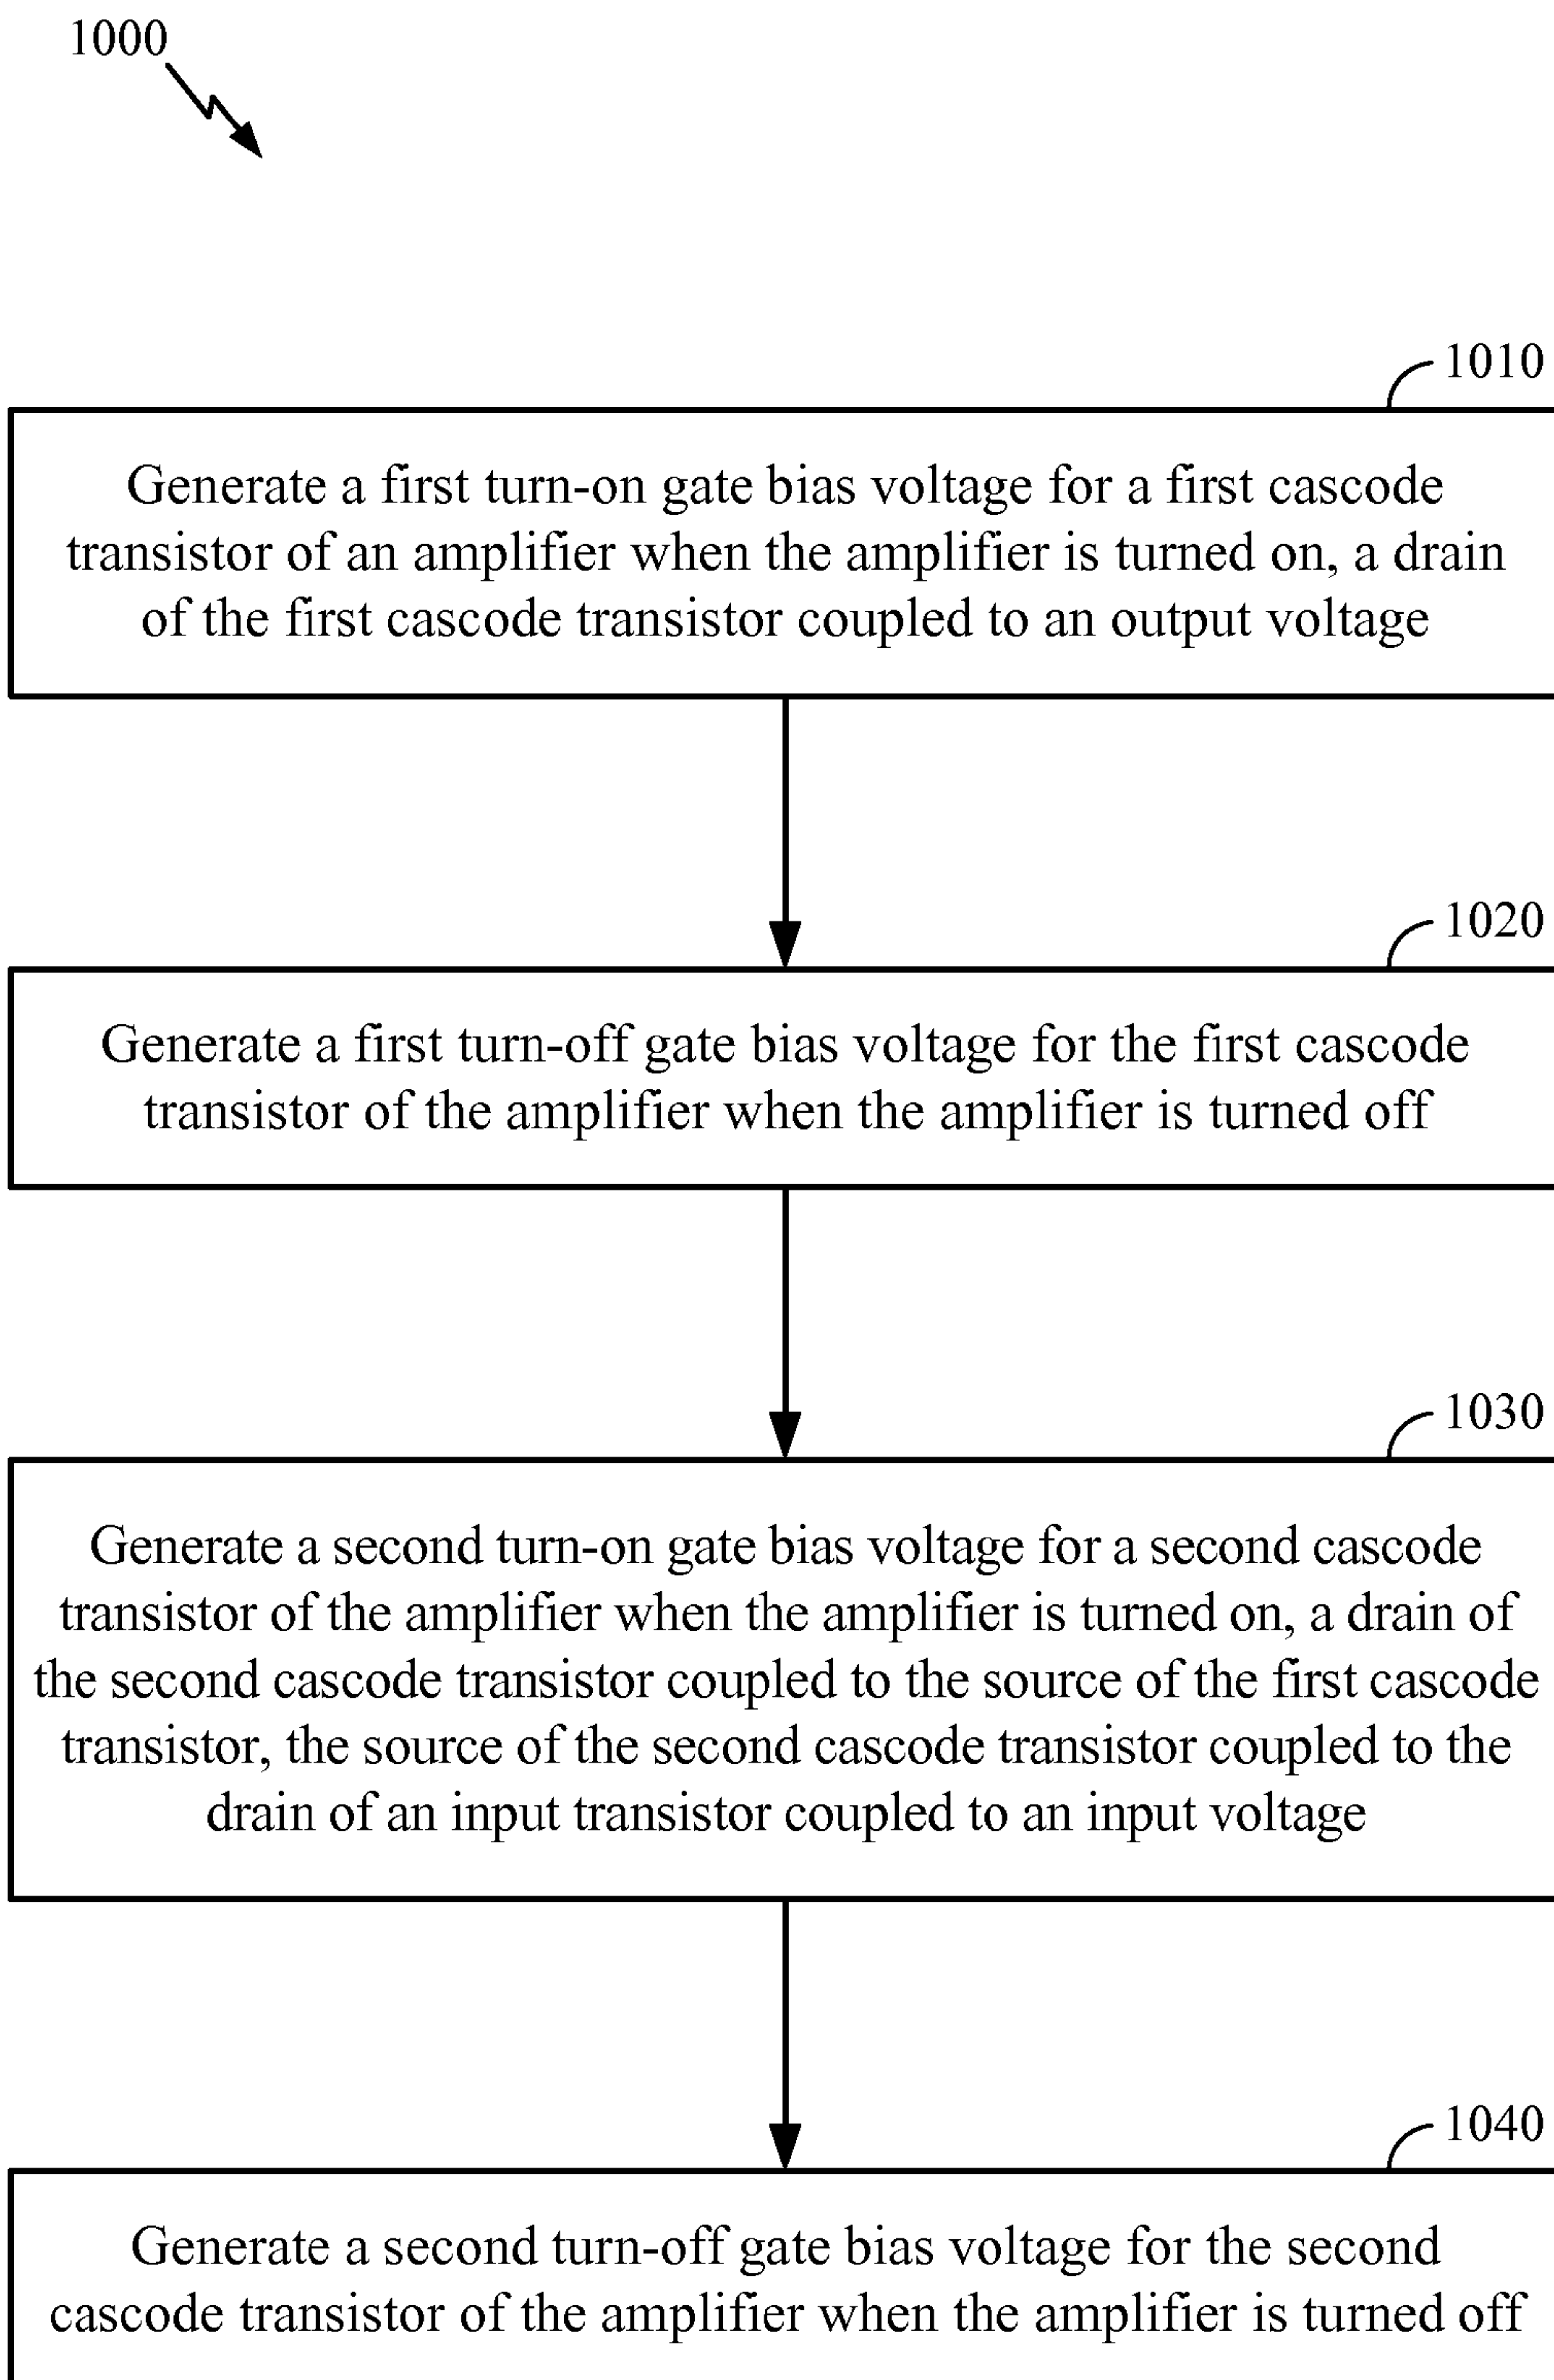 1000
1010
Generate a first turn-on gate bias voltage for a first cascode
transistor of an amplifier when the amplifier is turned on, a drain
of the first cascode transistor coupled to an output voltage
1020
Generate a first turn-off gate bias voltage for the first cascode
transistor of the amplifier when the amplifier is turned off
1030
Generate a second turn-on gate bias voltage for a second cascode
transistor of the amplifier when the amplifier is turned on, a drain of
the second cascode transistor coupled to the source of the first cascode
transistor, the source of the second cascode transistor coupled to the
drain of an input transistor coupled to an input voltage
1040
Generate a second turn-off gate bias voltage for the second
cascode transistor of the amplifier when the amplifier is turned off